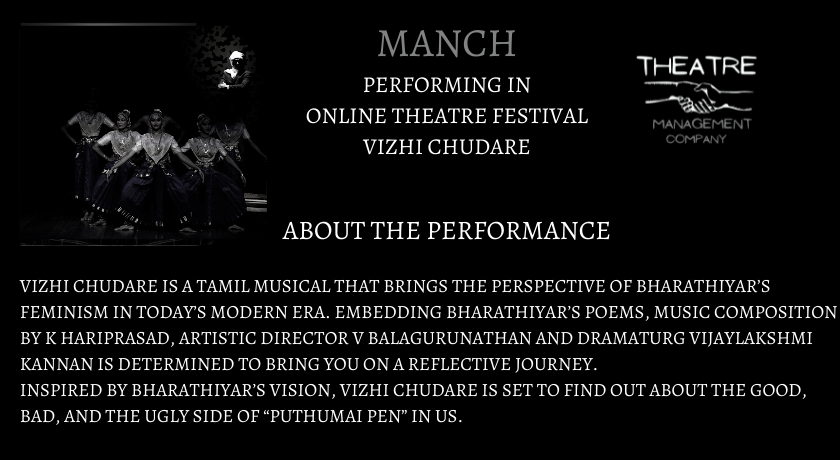 MANCH
PERFORMING IN
ONLINE THEATRE FESTIVAL
VIZHI CHUDARE
THEATRE
MANAGEMENT
COMPANY
ABOUT THE PERFORMANCE
VIZHI CHUDARE IS A TAMIL MUSICAL THAT BRINGS THE PERSPECTIVE OF BHARATHIYAR’S
FEMINISM IN TODAY’S MODERN ERA. EMBEDDING BHARATHIYAR’S POEMS, MUSIC COMPOSITION
BY K HARIPRASAD, ARTISTIC DIRECTOR V BALAGURUNATHAN AND DRAMATURG VIJAYLAKSHMI
KANNAN IS DETERMINED TO BRING YOU ON A REFLECTIVE JOURNEY.
INSPIRED BY BHARATHIYAR’S VISION, VIZHI CHUDARE IS SET TO FIND OUT ABOUT THE GOOD,
BAD, AND THE UGLY SIDE OF “PUTHUMAI PEN” IN US.